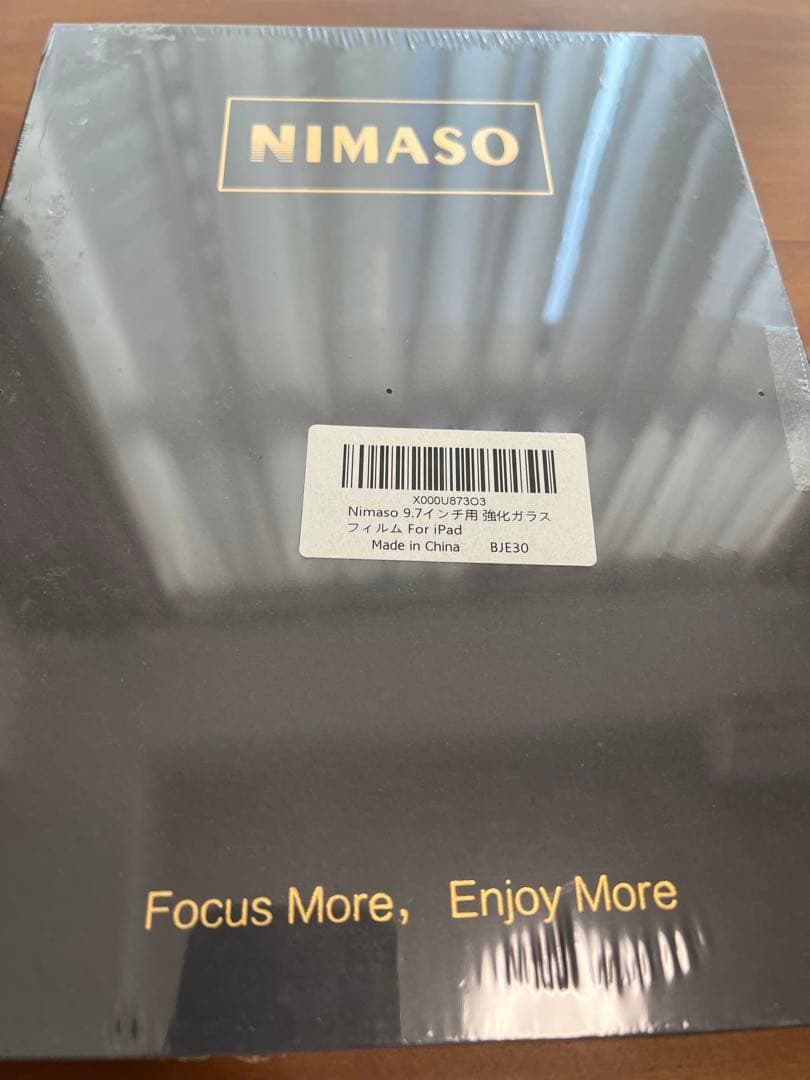 NIMASO
X000U873O3
Nimaso 9.7インチ用 強化ガラス
フィルム For iPad
Made in China BJE30
Focus More, Enjoy More